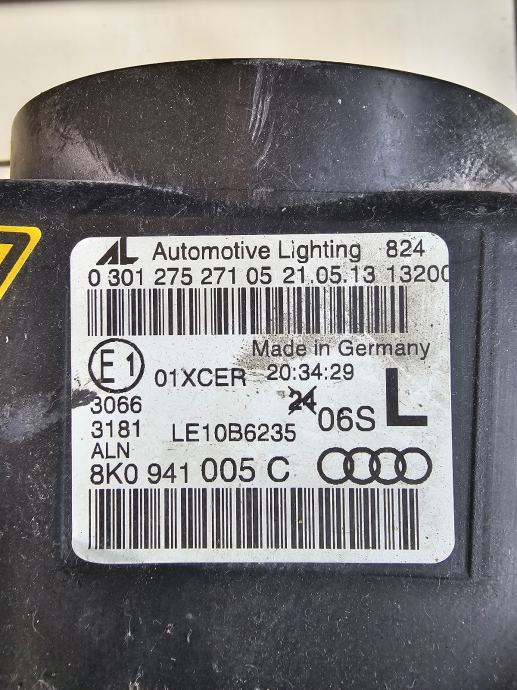 AL Automotive Lighting 824
0 301 275 271 05 21.05.13 13200
Made in Germany
E1 01XCER 20:34:29
3066 24 06S L
3181 LE10B6235
ALN
8K0 941 005 C